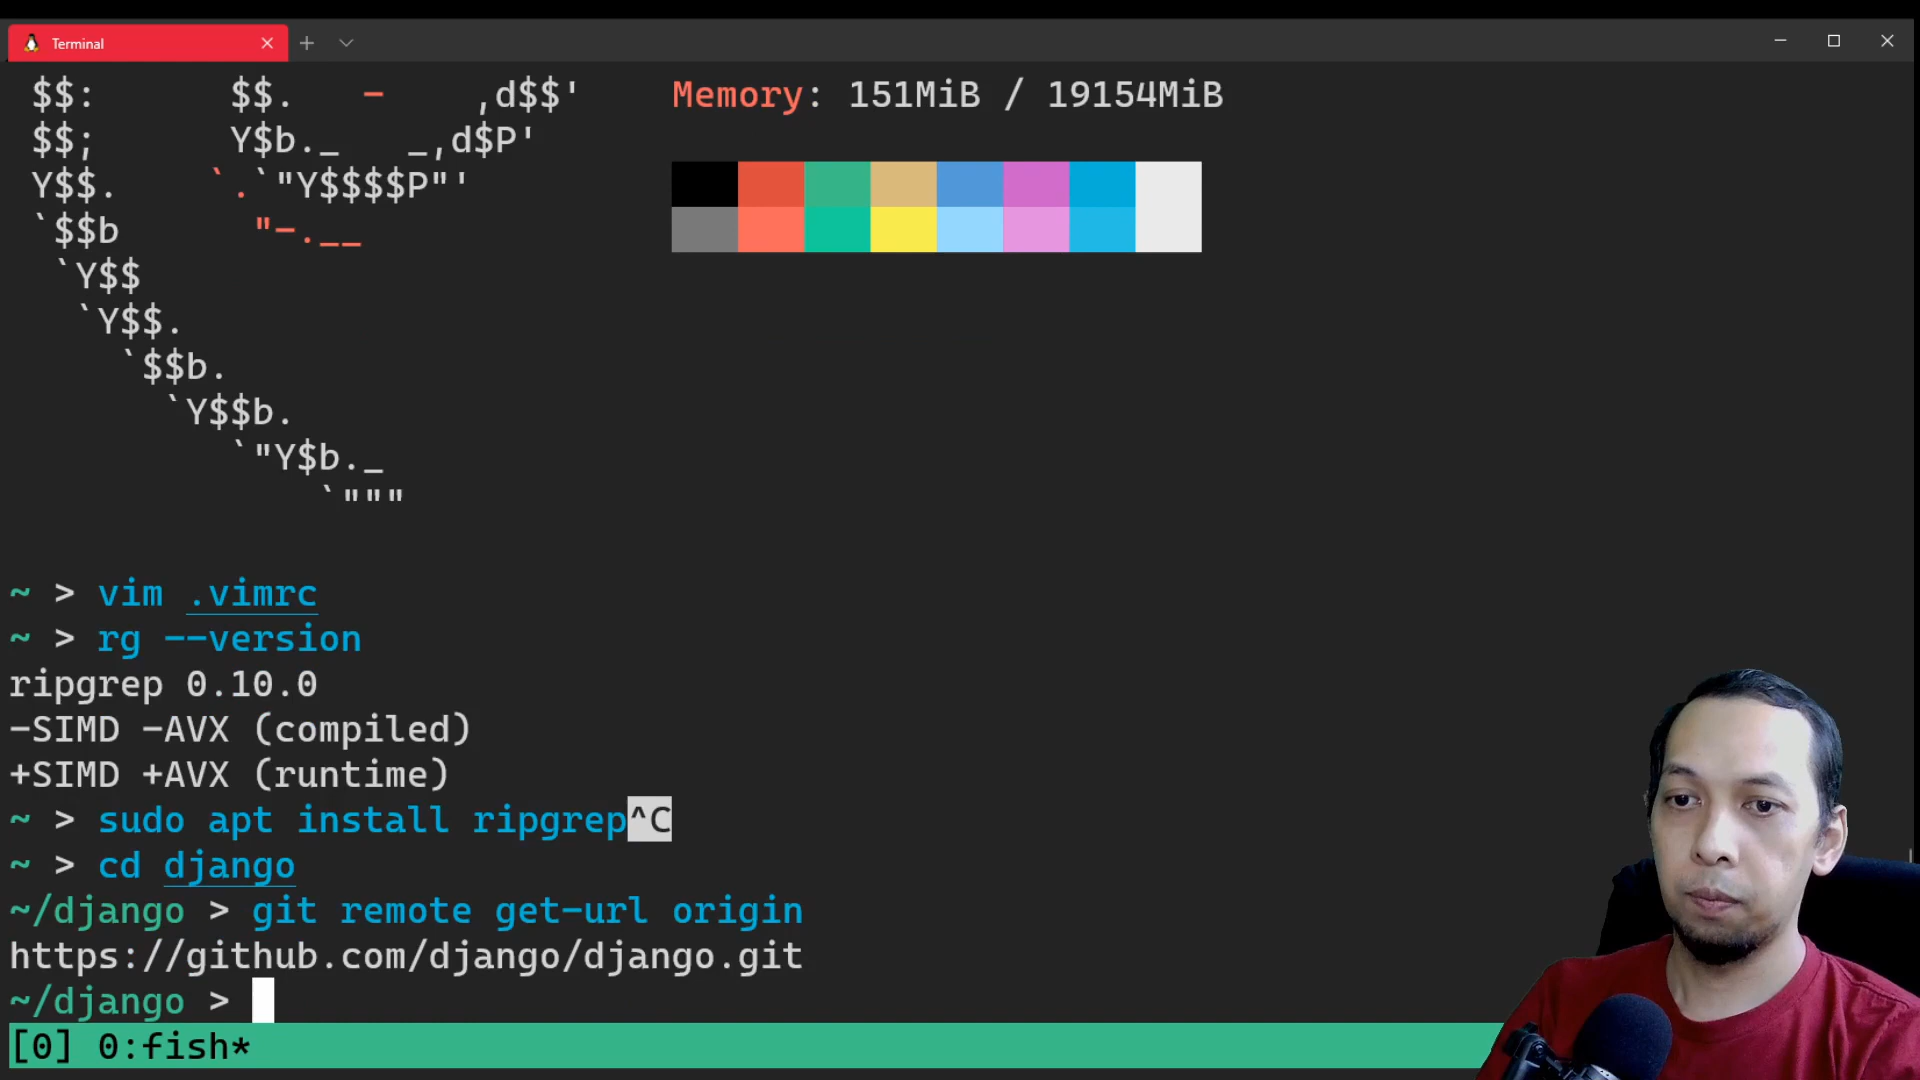 Terminal
$$:      $$.   -    ,d$$'     Memory: 151MiB / 19154MiB
$$;      Y$b._   _,d$P'
Y$$.    `.`"Y$$$$P"'
`$$b      "-.__
`Y$$
`Y$$.
`$$b.
`Y$$b.
`"Y$b._
`"""
~ > vim .vimrc
~ > rg --version
ripgrep 0.10.0
-SIMD -AVX (compiled)
+SIMD +AVX (runtime)
~ > sudo apt install ripgrep^C
~ > cd django
~/django > git remote get-url origin
https://github.com/django/django.git
~/django >
[0] 0:fish*